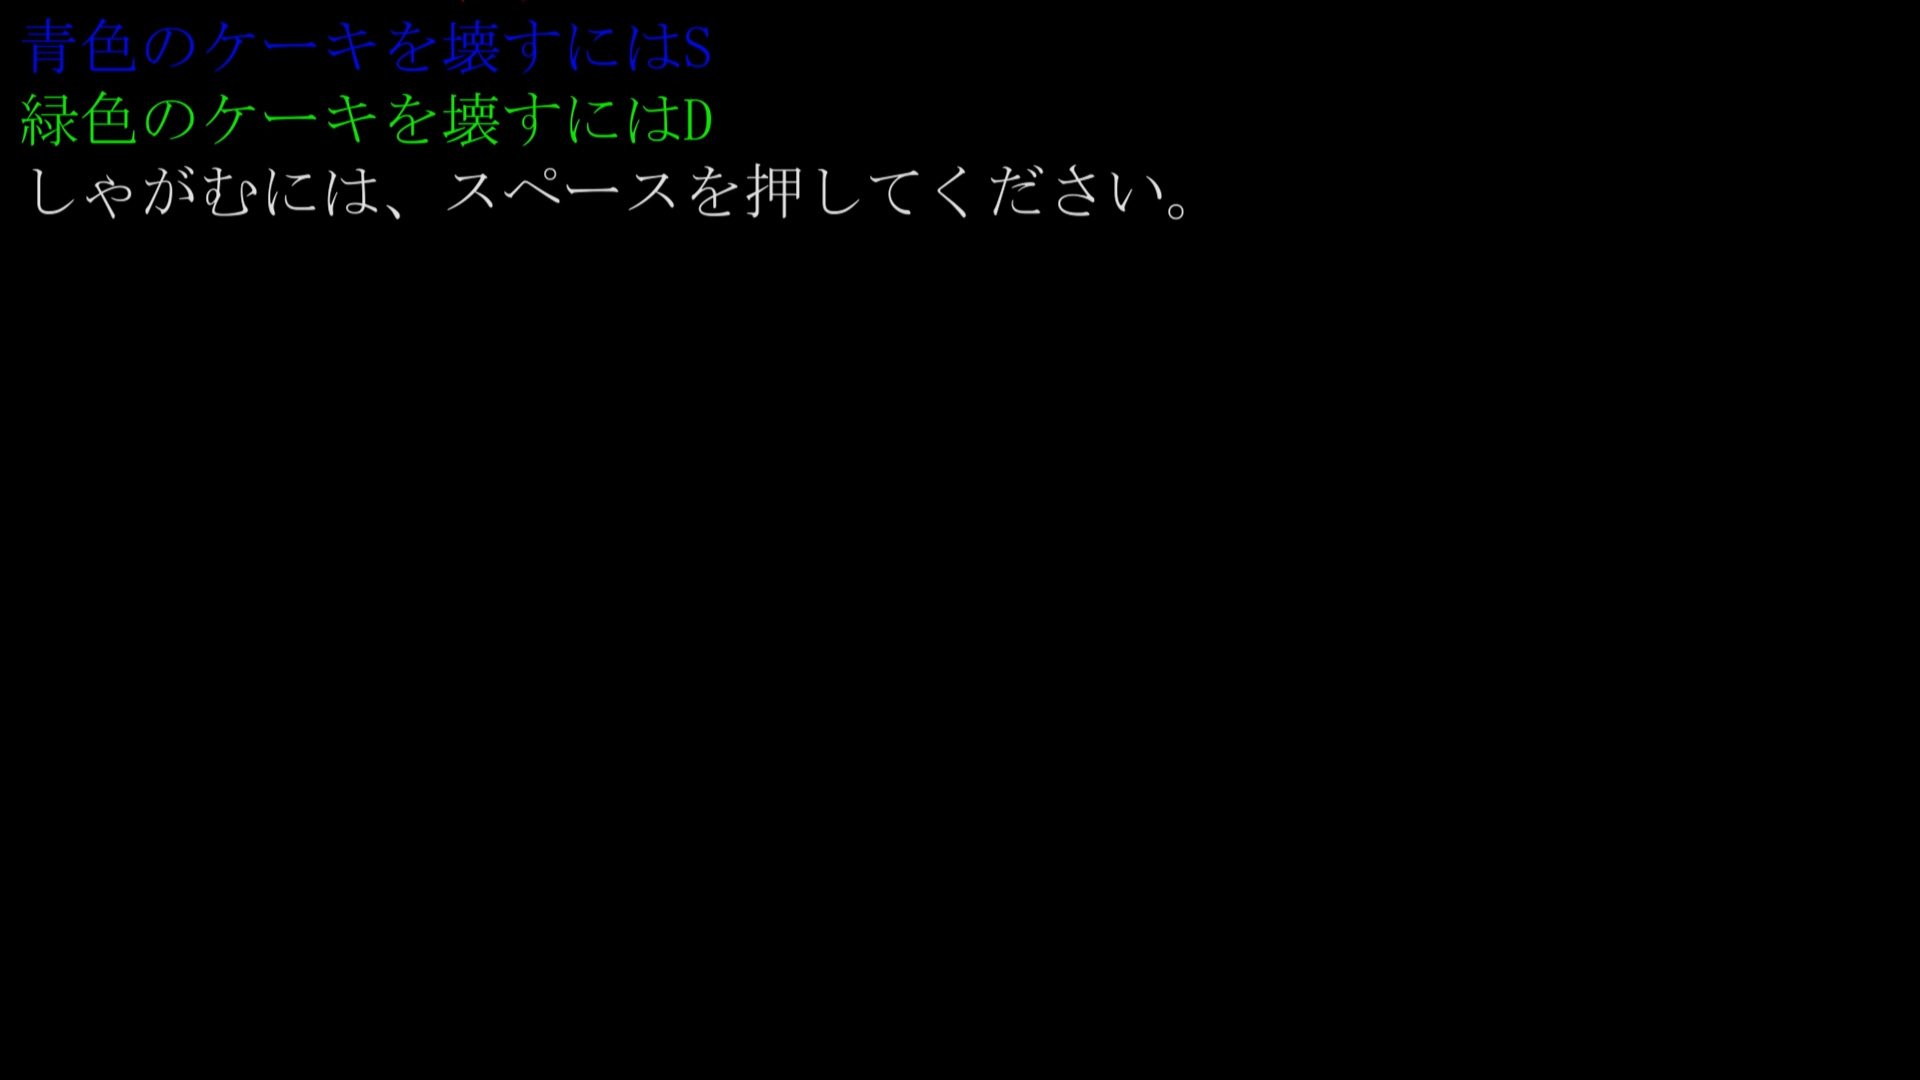 青色のケーキを壊すにはS
緑色のケーキを壊すにはD
しゃがむには、スペースを押してください。